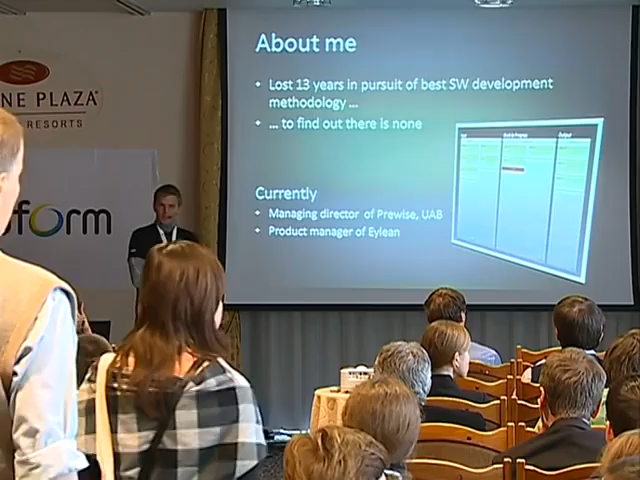 About me
• Lost 13 years in pursuit of best SW development
methodology ...
• ... to find out there is none
Currently
• Managing director of Prewise, UAB
• Product manager of Eylean
NE PLAZA
RESORTS
form